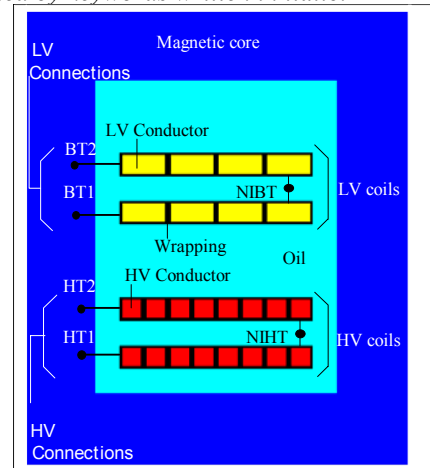 LV
Connections
Magnetic core
LV Conductor
BT2
BT1
NIBT
LV coils
Wrapping
Oil
HV Conductor
HT2
HT1
NIHT
HV coils
HV
Connections